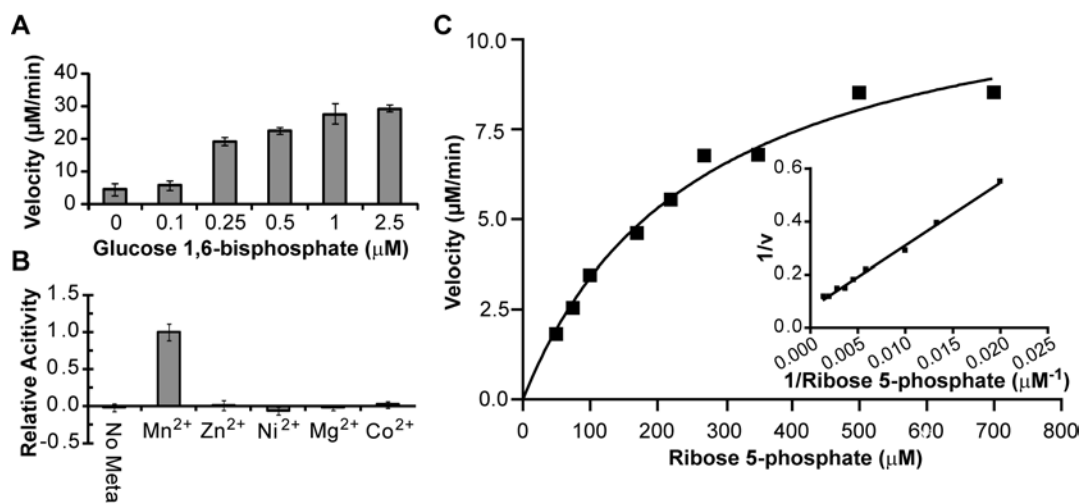 A
Velocity (µM/min)
40
30
20
10
0
0 0.1 0.25 0.5 1 2.5
Glucose 1,6-bisphosphate (µM)
B
Relative Acitivity
1.5
1.0
0.5
0.0
-0.5
No Meta
Mn2+
Zn2+
Ni2+
Mg2+
Co2+
C
Velocity (µM/min)
10.0
7.5
5.0
2.5
0.0
0 100 200 300 400 500 600 700 800
Ribose 5-phosphate (µM)
1/v
0.6
0.4
0.2
0.0
0.000 0.005 0.010 0.015 0.020 0.025
1/Ribose 5-phosphate (µM-1)